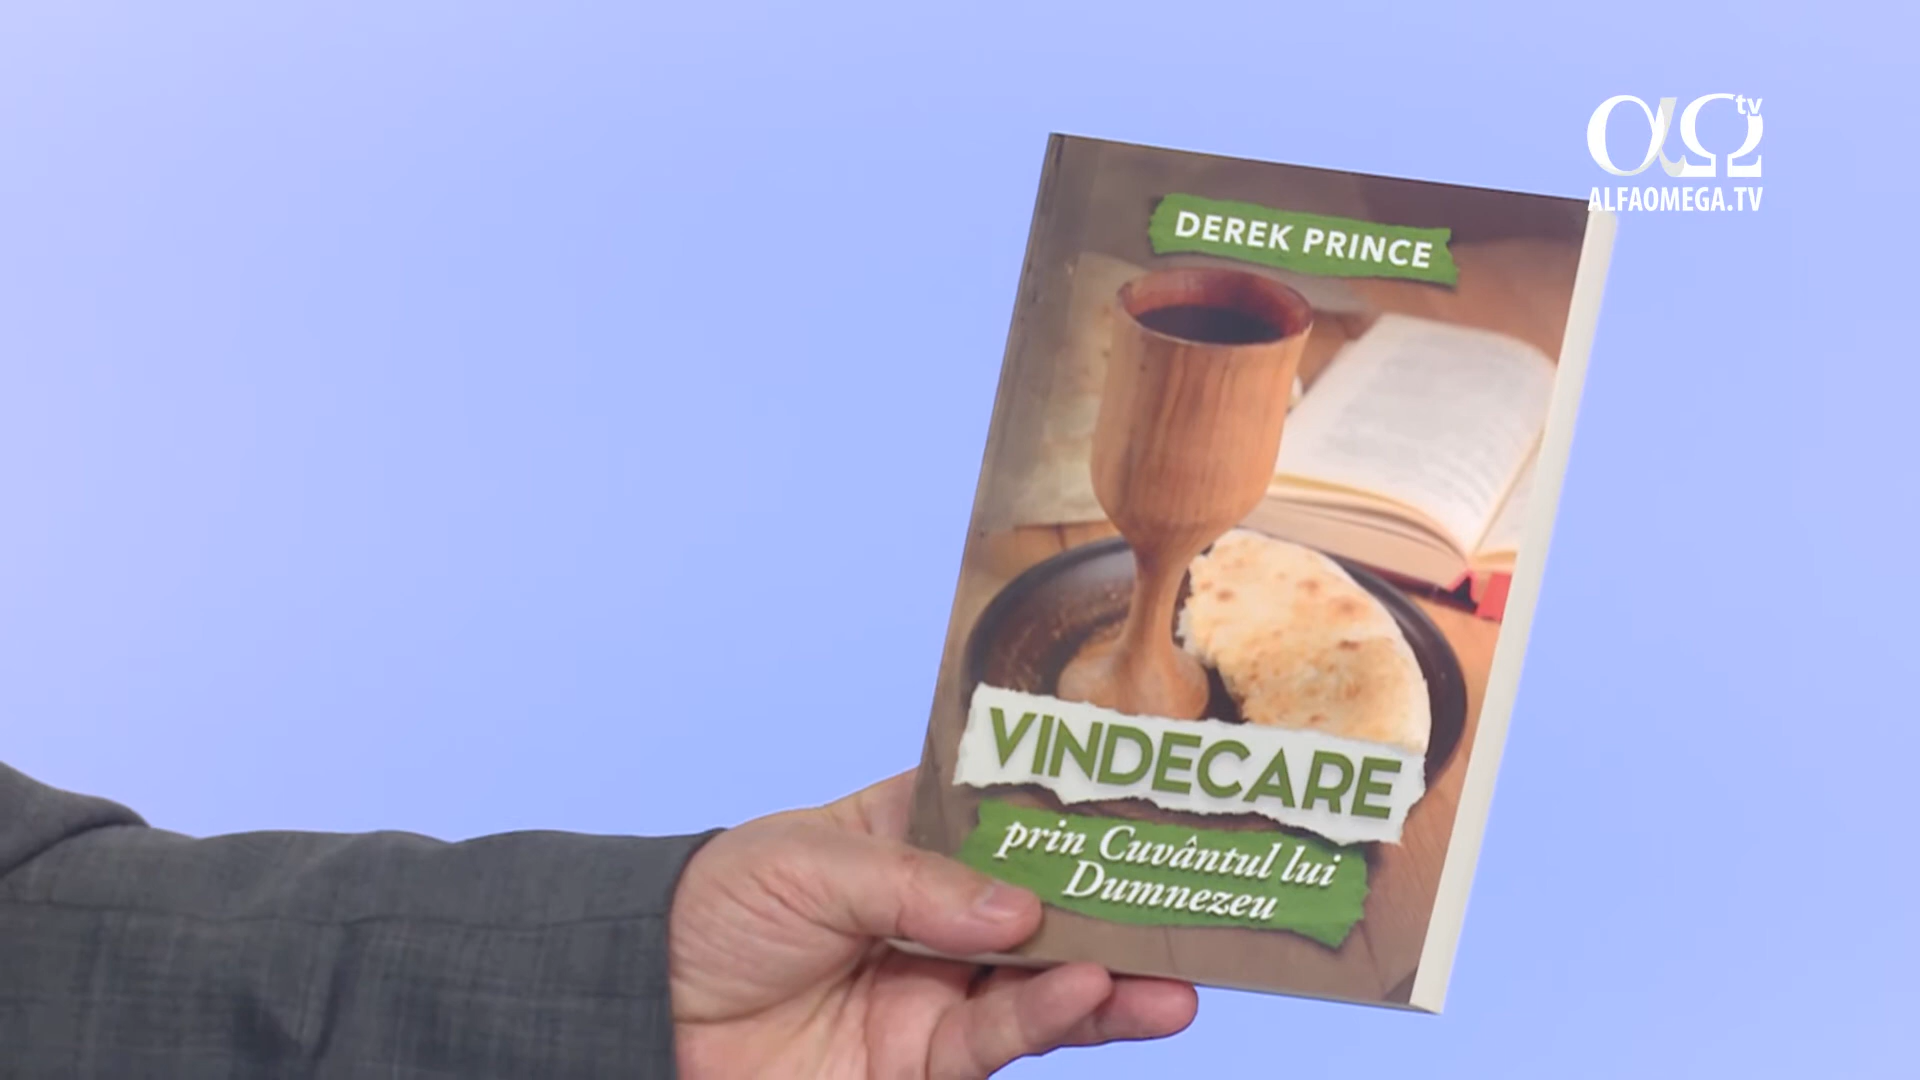 DEREK PRINCE
VINDECARE
prin Cuvântul lui
Dumnezeu
αΩ tv
ALFAOMEGA.TV